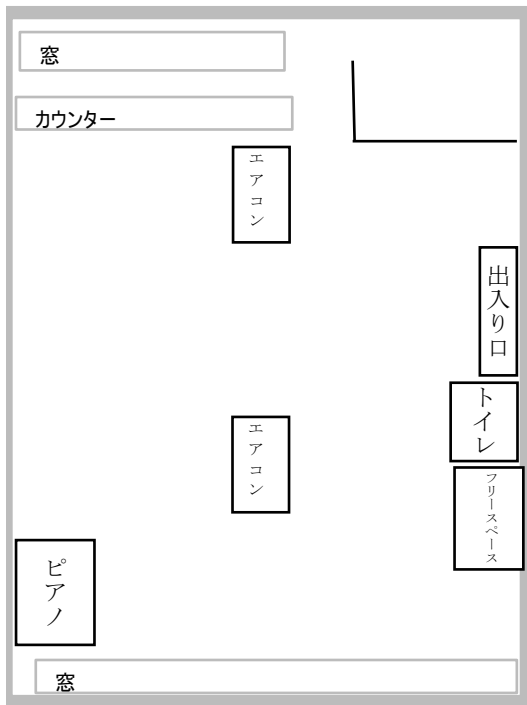 窓
カウンター
エアコン
出入り口
トイレ
エアコン
フリースペース
ピアノ
窓